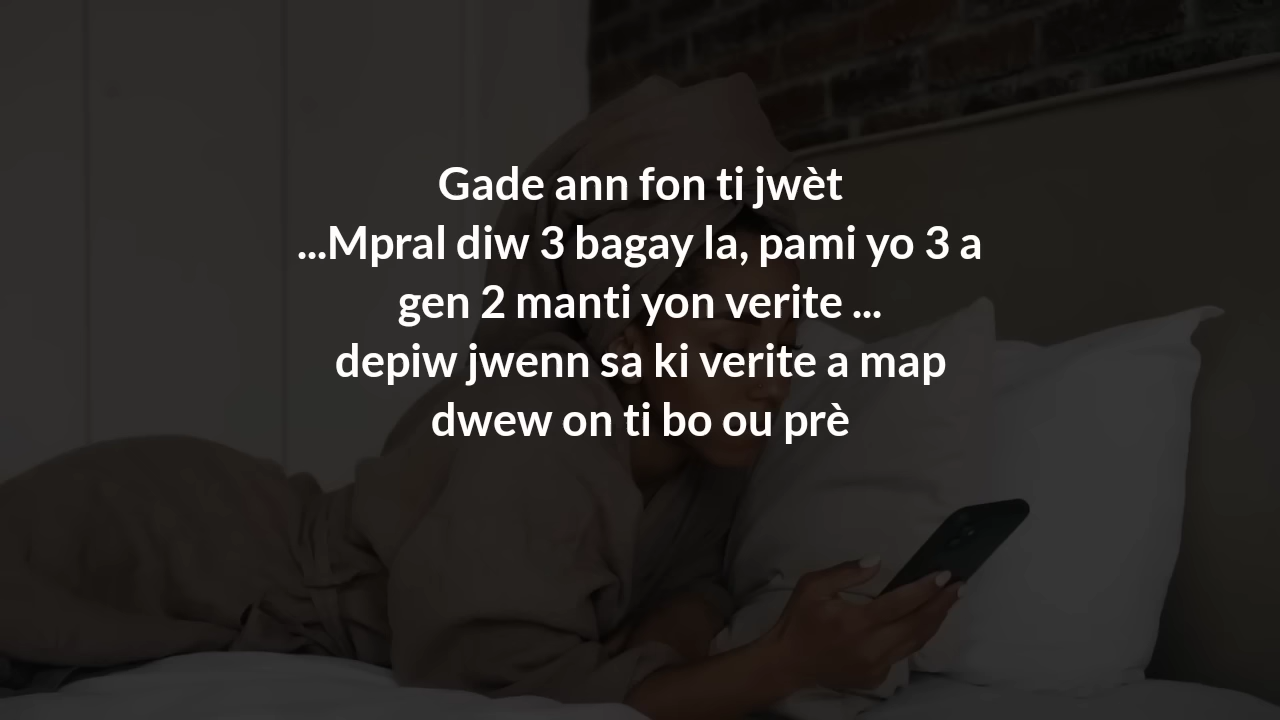 Gade ann fon ti jwèt
...Mpral diw 3 bagay la, pami yo 3 a
gen 2 manti yon verite ...
depiw jwenn sa ki verite a map
dwew on ti bo ou prè